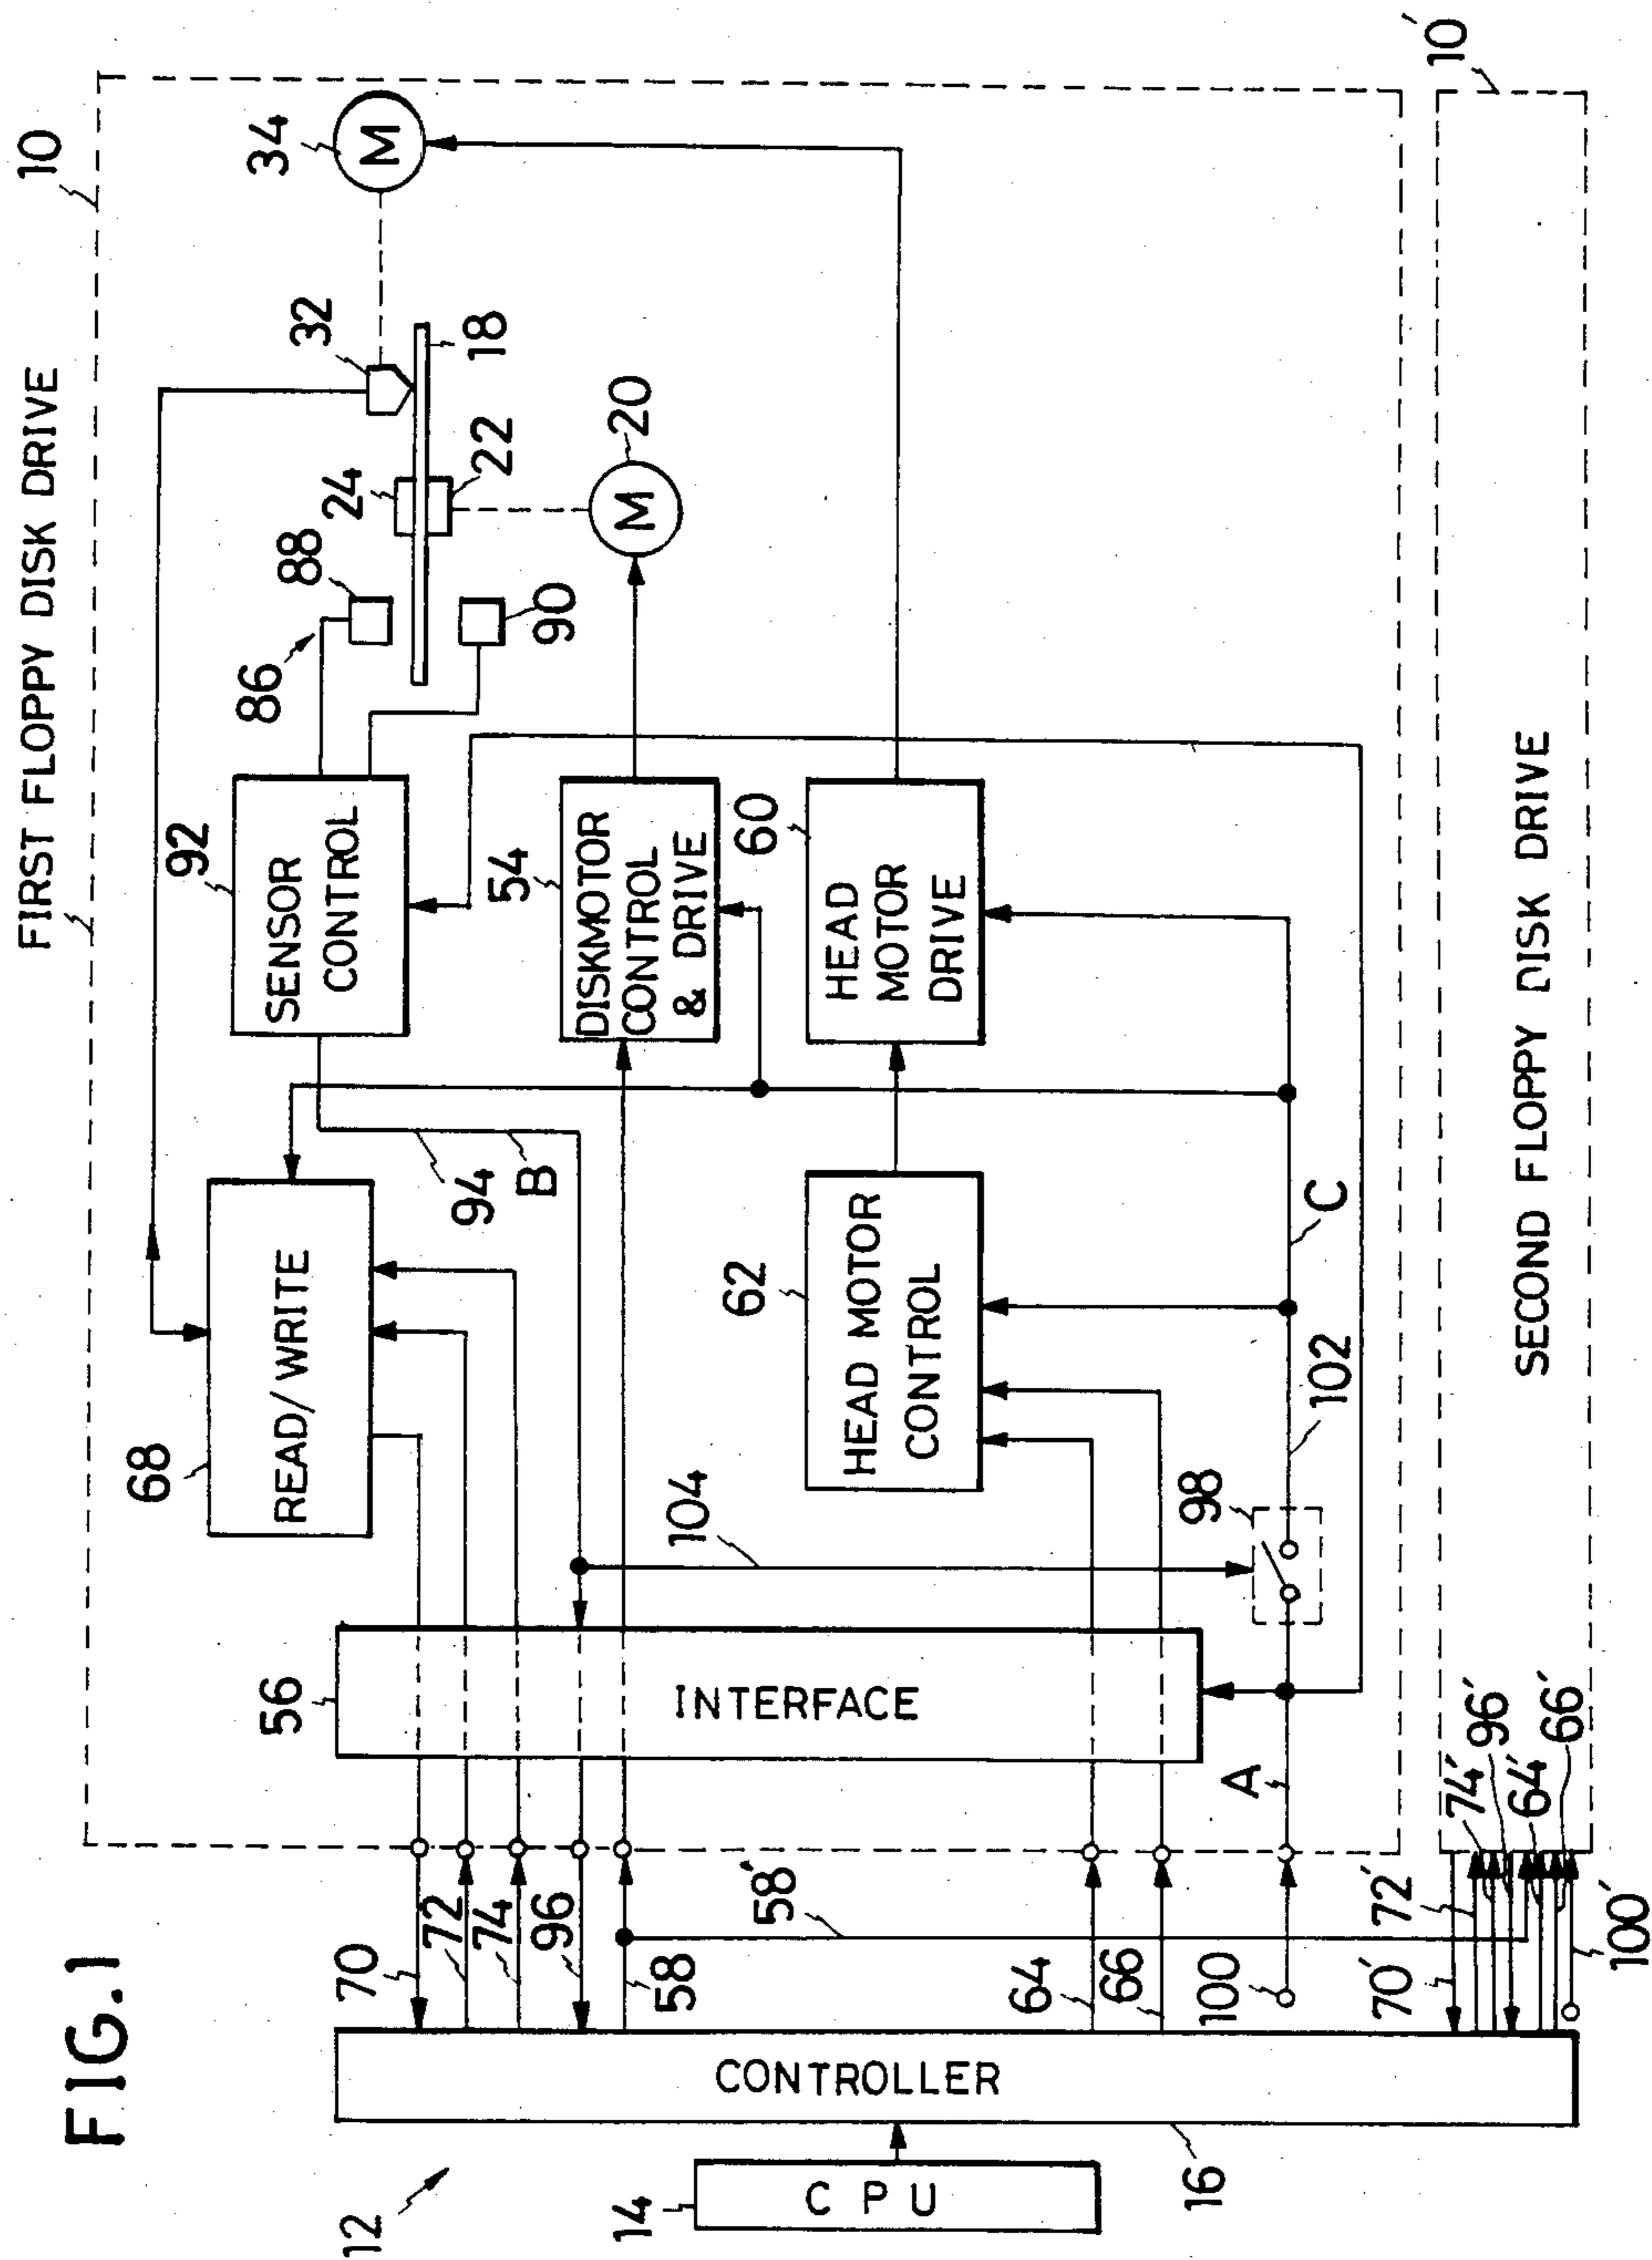 FIG.1
FIRST FLOPPY DISK DRIVE
10
12
14
CPU
16
CONTROLLER
70
72
74
96
58
58'
64
66
100
A
56
INTERFACE
68
READ/WRITE
94
B
104
62
HEAD MOTOR
CONTROL
98
102
C
92
SENSOR
CONTROL
54
DISKMOTOR
CONTROL
& DRIVE
60
HEAD
MOTOR
DRIVE
86
88
90
24
22
20
M
32
18
34
M
70'
72'
74'
96'
64'
66'
100'
SECOND FLOPPY DISK DRIVE
10'